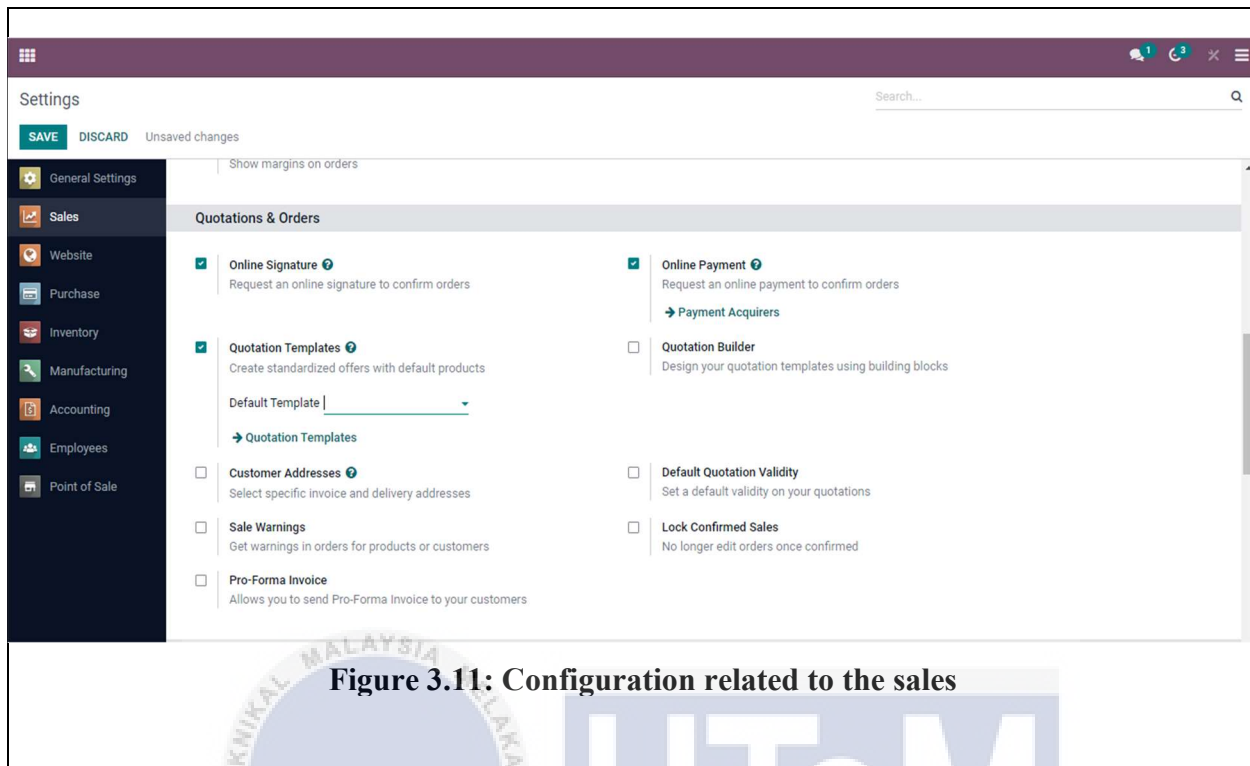 1
3
Settings
Search...
SAVE DISCARD Unsaved changes
General Settings
Sales
Website
Purchase
Inventory
Manufacturing
Accounting
Employees
Point of Sale
Show margins on orders
Quotations & Orders
Online Signature ?
Request an online signature to confirm orders
Online Payment ?
Request an online payment to confirm orders
Payment Acquirers
Quotation Templates ?
Create standardized offers with default products
Default Template
Quotation Templates
Quotation Builder
Design your quotation templates using building blocks
Customer Addresses ?
Select specific invoice and delivery addresses
Default Quotation Validity
Set a default validity on your quotations
Sale Warnings
Get warnings in orders for products or customers
Lock Confirmed Sales
No longer edit orders once confirmed
Pro-Forma Invoice
Allows you to send Pro-Forma Invoice to your customers
MALAYSIA
Figure 3.11: Configuration related to the sales